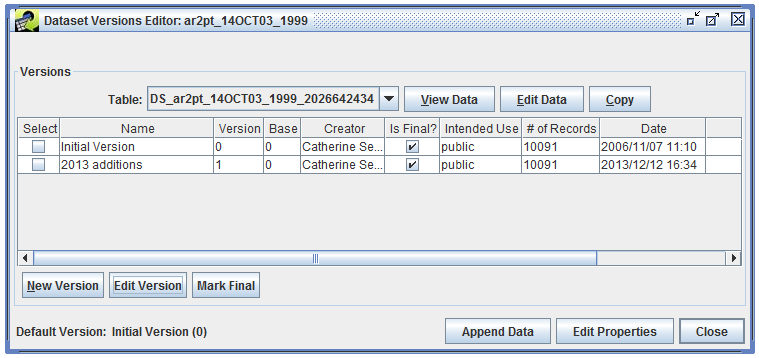 Dataset Versions Editor: ar2pt_14OCT03_1999
Versions
Table: DS_ar2pt_14OCT03_1999_2026642434 View Data Edit Data Copy
Select Name Version Base Creator Is Final? Intended Use # of Records Date
Initial Version 0 0 Catherine Se... public 10091 2006/11/07 11:10
2013 additions 1 0 Catherine Se... public 10091 2013/12/12 16:34
New Version Edit Version Mark Final
Default Version: Initial Version (0) Append Data Edit Properties Close